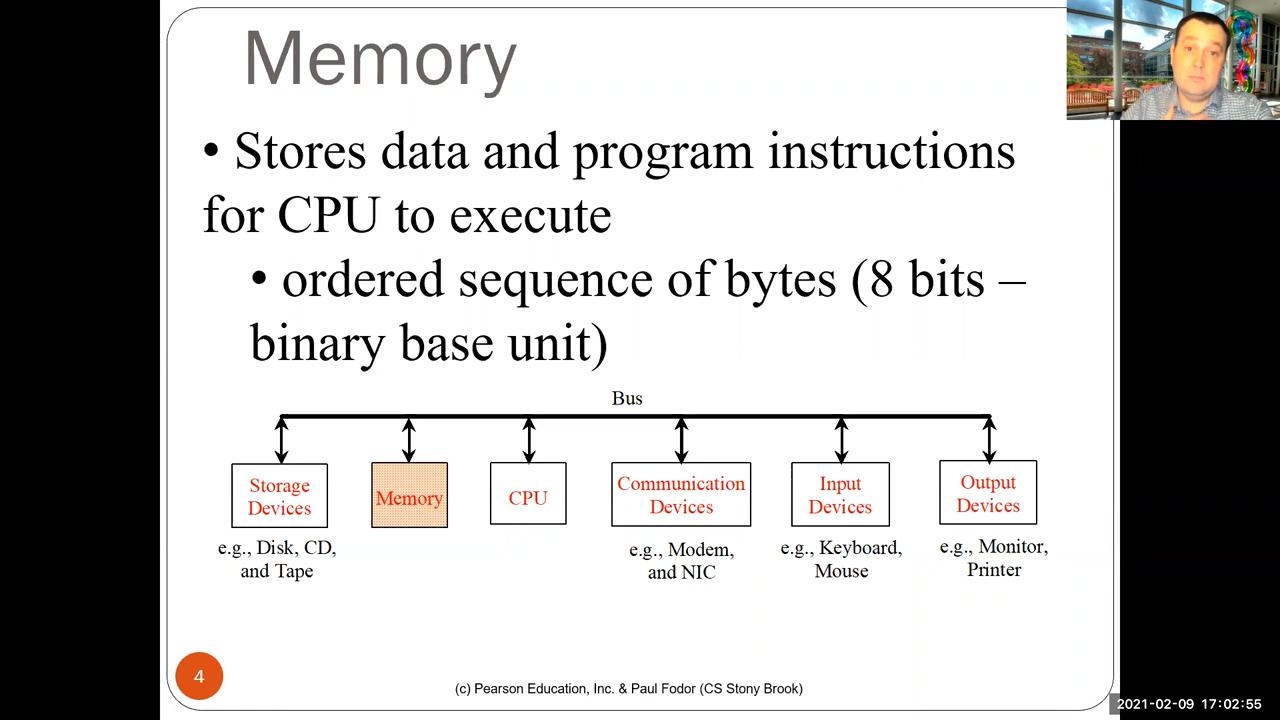 Memory
• Stores data and program instructions
for CPU to execute
• ordered sequence of bytes (8 bits –
binary base unit)
Bus
Storage
Devices
Memory
CPU
Communication
Devices
Input
Devices
Output
Devices
e.g., Disk, CD,
and Tape
e.g., Modem,
and NIC
e.g., Keyboard,
Mouse
e.g., Monitor,
Printer
4
(c) Pearson Education, Inc. & Paul Fodor (CS Stony Brook)
2021-02-09 17:02:55